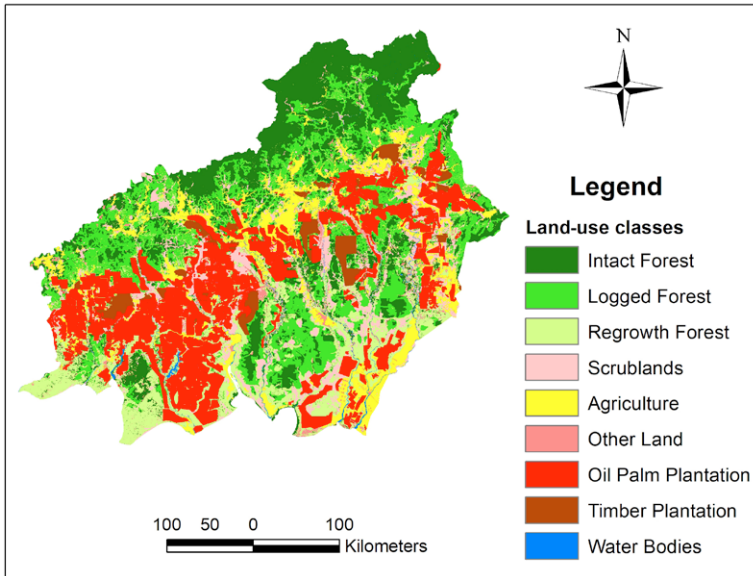 N
Legend
Land-use classes
Intact Forest
Logged Forest
Regrowth Forest
Scrublands
Agriculture
Other Land
Oil Palm Plantation
Timber Plantation
Water Bodies
100 50 0 100
Kilometers